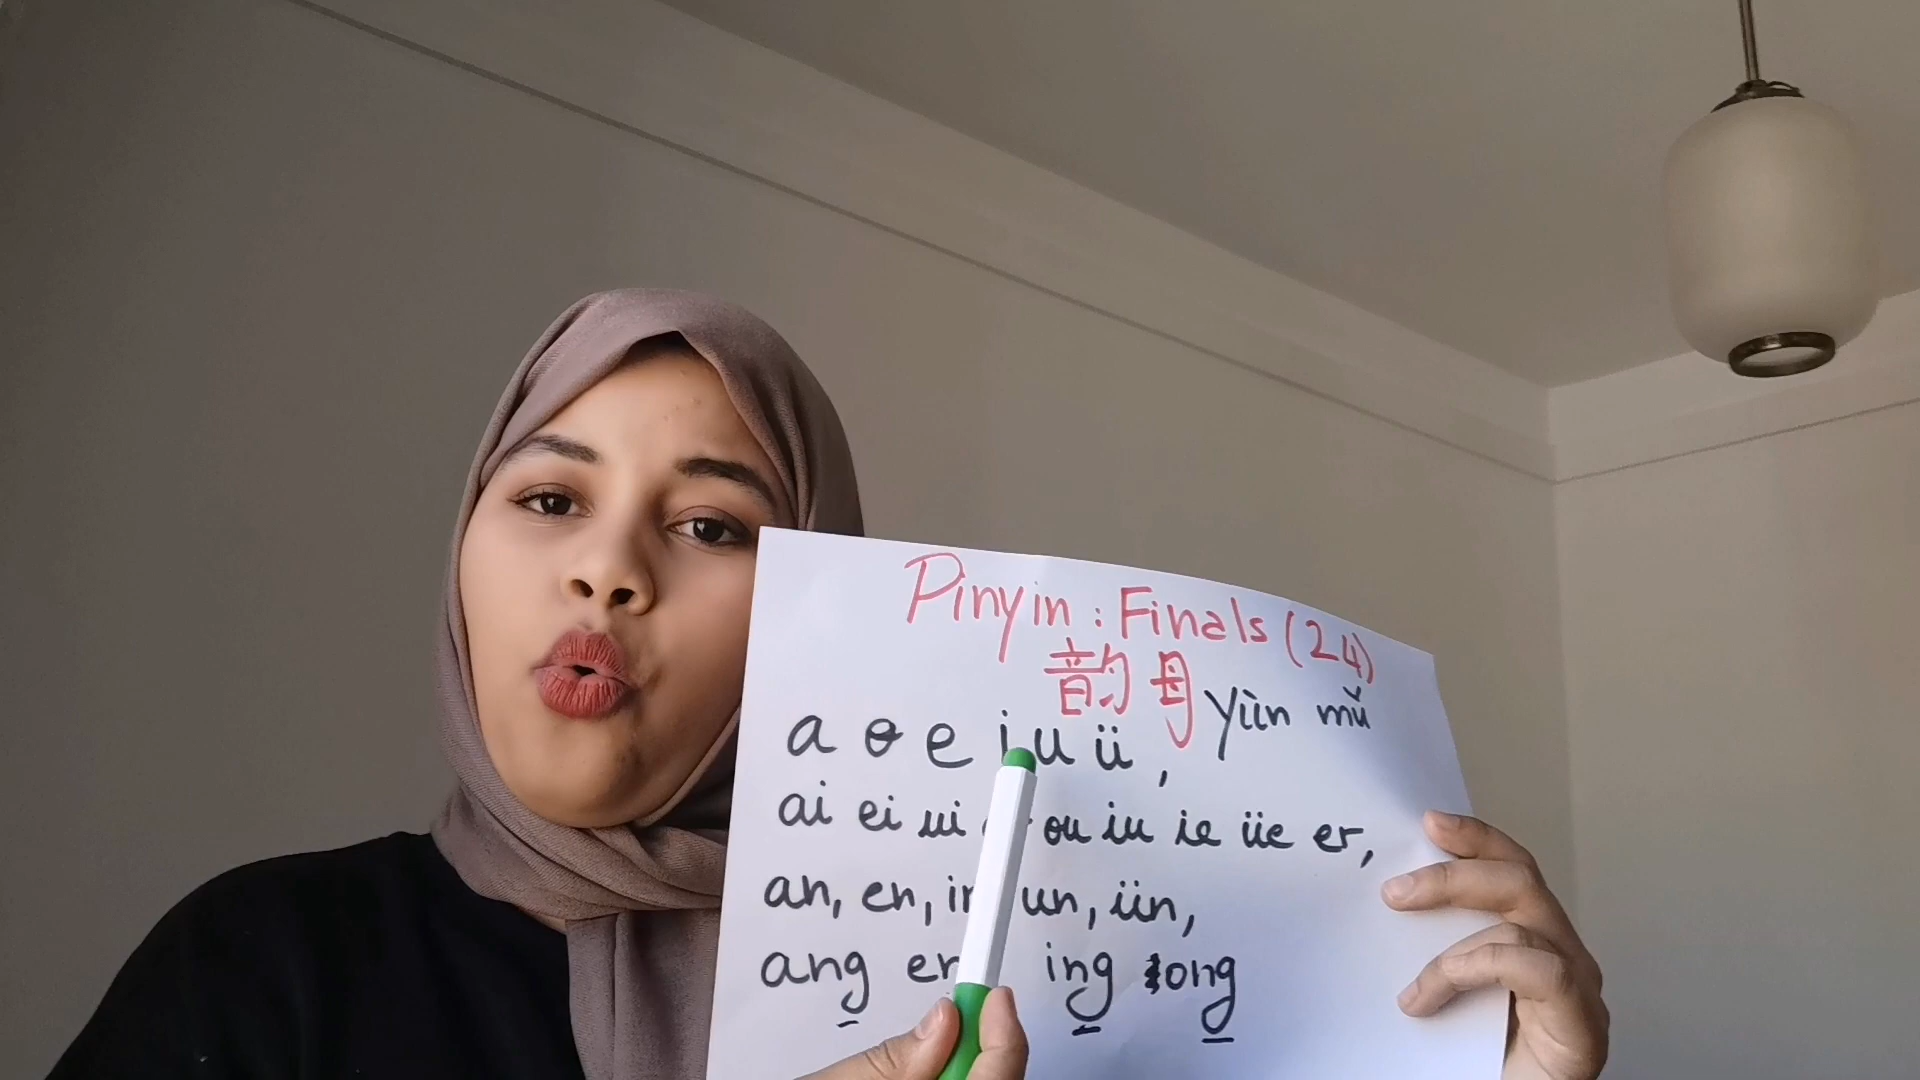 Pinyin : Finals (24)
韵母 Yùn mǔ
a o e i u ü ,
ai ei ui ou iu ie üe er,
an, en, in un, ün,
ang ing ong